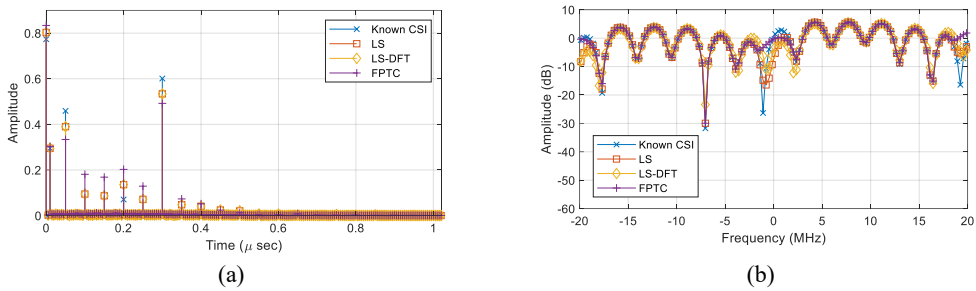 0.8
0.6
0.4
0.2
0
Amplitude
0
0.2
0.4
0.6
0.8
1
Time (μ sec)
Known CSI
LS
LS-DFT
FPTC
(a)
10
0
-10
-20
-30
-40
-50
-60
Amplitude (dB)
-20
-15
-10
-5
0
5
10
15
20
Frequency (MHz)
Known CSI
LS
LS-DFT
FPTC
(b)